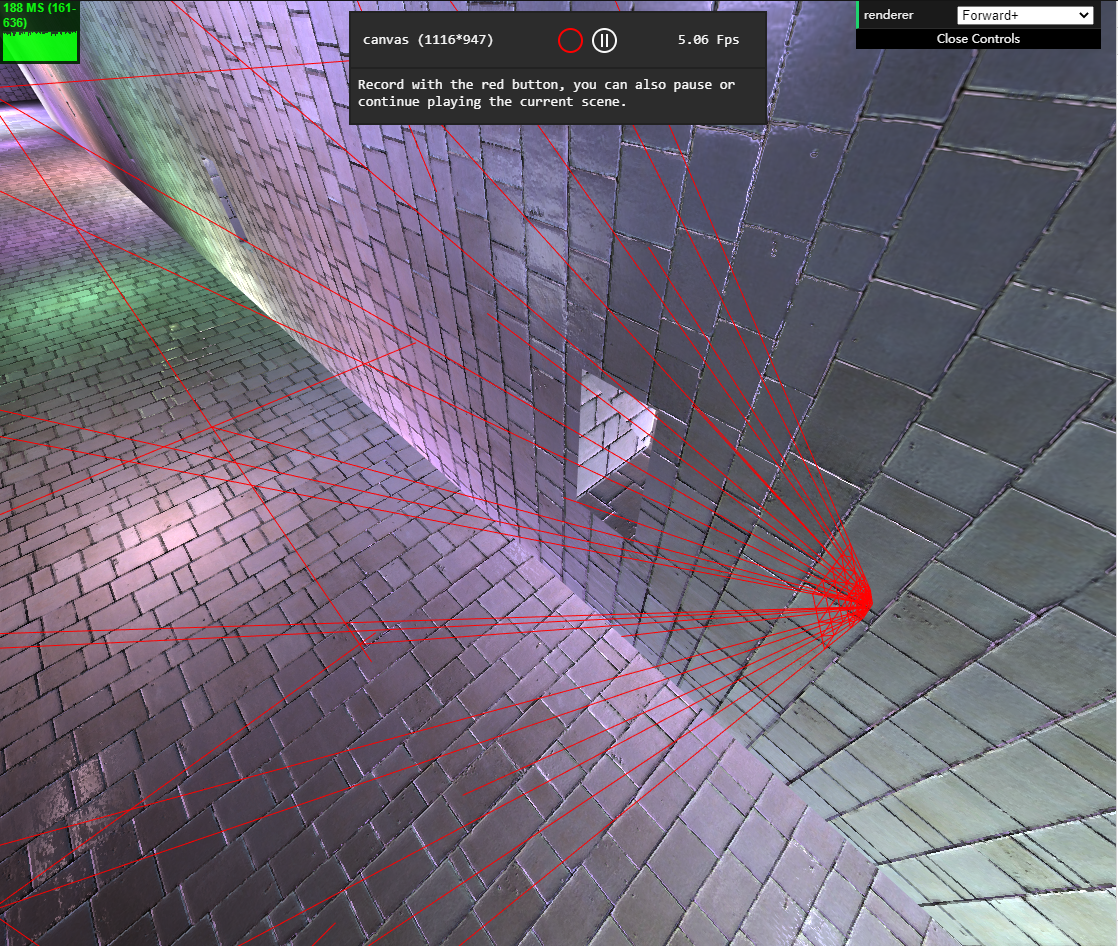 188 MS (161-
636)
canvas (1116*947)
5.06 Fps
Record with the red button, you can also pause or
continue playing the current scene.
renderer
Forward+
Close Controls